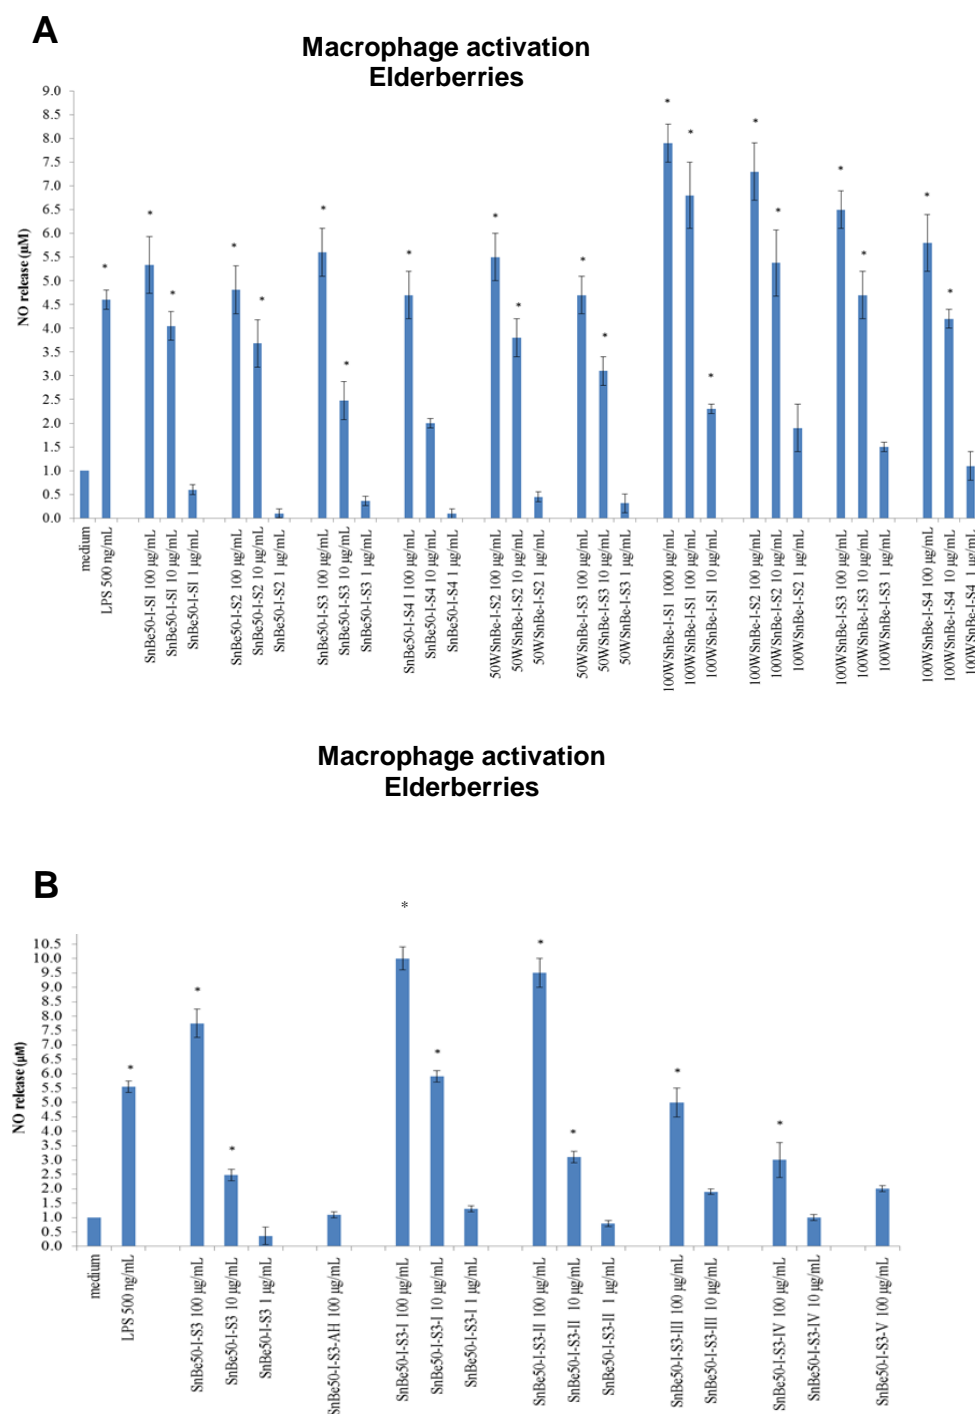 A
Macrophage activation
Elderberries
NO release (µM)
9.0
8.5
8.0
7.5
7.0
6.5
6.0
5.5
5.0
4.5
4.0
3.5
3.0
2.5
2.0
1.5
1.0
0.5
0.0
* * * * * * * * * * * * * * * * * * * * * *
medium
LPS 500 ng/mL
SnBe50-I-S1 100 µg/mL
SnBe50-I-S1 10 µg/mL
SnBe50-I-S1 1 µg/mL
SnBe50-I-S2 100 µg/mL
SnBe50-I-S2 10 µg/mL
SnBe50-I-S2 1 µg/mL
SnBe50-I-S3 100 µg/mL
SnBe50-I-S3 10 µg/mL
SnBe50-I-S3 1 µg/mL
SnBe50-I-S4 1 100 µg/mL
SnBe50-I-S4 10 µg/mL
SnBe50-I-S4 1 µg/mL
50WSnBe-I-S2 100 µg/mL
50WSnBe-I-S2 10 µg/mL
50WSnBe-I-S2 1 µg/mL
50WSnBe-I-S3 100 µg/mL
50WSnBe-I-S3 10 µg/mL
50WSnBe-I-S3 1 µg/mL
100WSnBe-I-S1 1000 µg/mL
100WSnBe-I-S1 100 µg/mL
100WSnBe-I-S1 10 µg/mL
100WSnBe-I-S2 100 µg/mL
100WSnBe-I-S2 10 µg/mL
100WSnBe-I-S2 1 µg/mL
100WSnBe-I-S3 100 µg/mL
100WSnBe-I-S3 10 µg/mL
100WSnBe-I-S3 1 µg/mL
100WSnBe-I-S4 100 µg/mL
100WSnBe-I-S4 10 µg/mL
100WSnBe-I-S4 1 µg/mL
Macrophage activation
Elderberries
B
NO release (µM)
10.5
10.0
9.5
9.0
8.5
8.0
7.5
7.0
6.5
6.0
5.5
5.0
4.5
4.0
3.5
3.0
2.5
2.0
1.5
1.0
0.5
0.0
* * * * * * * * *
medium
LPS 500 ng/mL
SnBe50-I-S3 100 µg/mL
SnBe50-I-S3 10 µg/mL
SnBe50-I-S3 1 µg/mL
SnBe50-I-S3-AH 100 µg/mL
SnBe50-I-S3-I 100 µg/mL
SnBe50-I-S3-I 10 µg/mL
SnBe50-I-S3-I 1 µg/mL
SnBe50-I-S3-II 100 µg/mL
SnBe50-I-S3-II 10 µg/mL
SnBe50-I-S3-II 1 µg/mL
SnBe50-I-S3-III 100 µg/mL
SnBe50-I-S3-III 10 µg/mL
SnBe50-I-S3-IV 100 µg/mL
SnBe50-I-S3-IV 10 µg/mL
SnBe50-I-S3-V 100 µg/mL